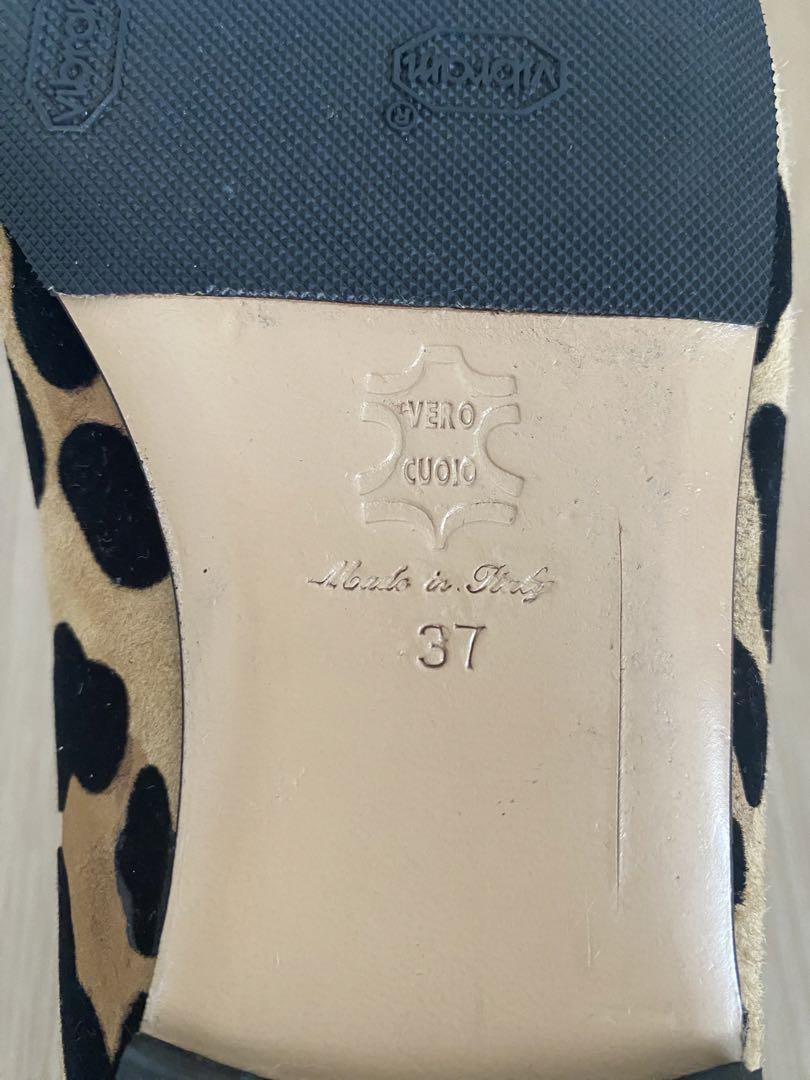 vibram
vibram
®
VERO
CUOIO
Made in Italy
37